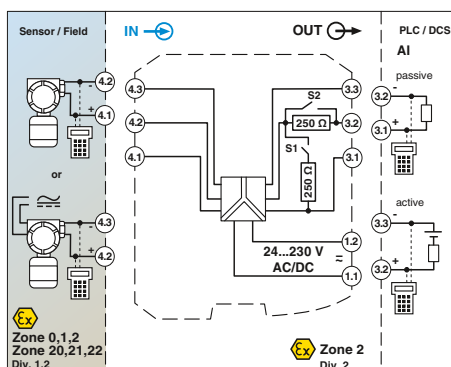 Sensor / Field
IN
OUT
PLC / DCS
AI
4.2
-
+
4.1
or
4.3
-
+
4.2
Ex
Zone 0,1,2
Zone 20,21,22
Div. 1,2
4.3
4.2
4.1
S2
250 Ω
S1
250 Ω
3.3
3.2
3.1
24...230 V
AC/DC
=
1.2
1.1
Ex
Zone 2
Div. 2
passive
3.2
-
3.1
+
active
3.3
-
3.2
+